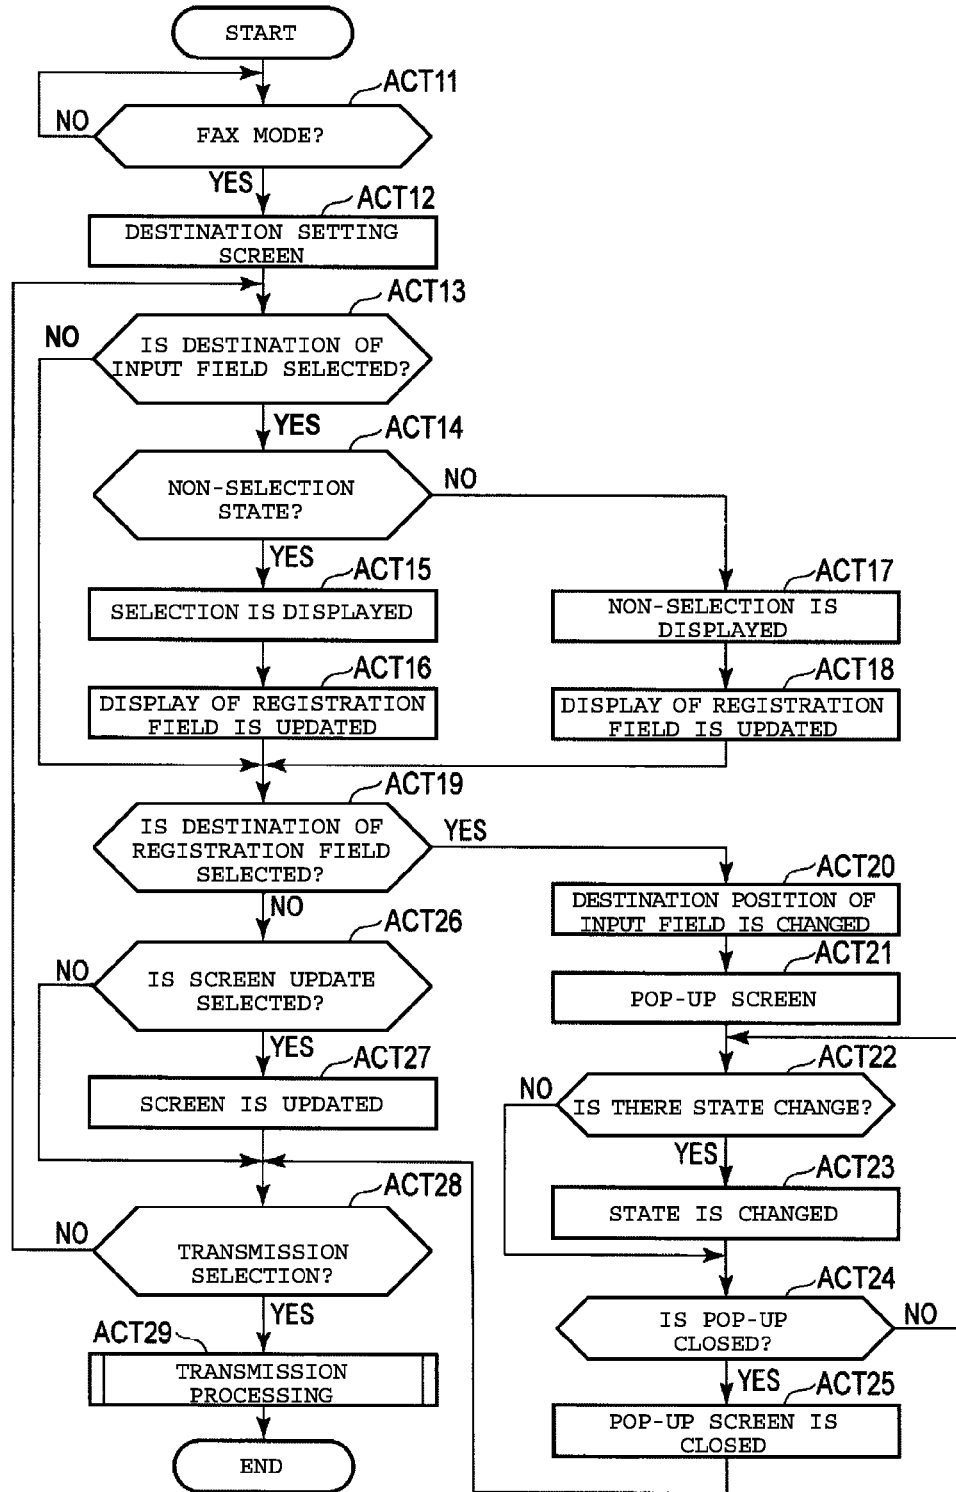 START
ACT11
NO
FAX MODE?
YES
ACT12
DESTINATION SETTING
SCREEN
ACT13
NO
IS DESTINATION OF
INPUT FIELD SELECTED?
YES
ACT14
NO
NON-SELECTION
STATE?
YES
ACT15
SELECTION IS DISPLAYED
ACT17
NON-SELECTION IS
DISPLAYED
ACT16
DISPLAY OF REGISTRATION
FIELD IS UPDATED
ACT18
DISPLAY OF REGISTRATION
FIELD IS UPDATED
ACT19
IS DESTINATION OF
REGISTRATION FIELD
SELECTED?
YES
NO
ACT20
DESTINATION POSITION OF
INPUT FIELD IS CHANGED
ACT26
NO
IS SCREEN UPDATE
SELECTED?
YES
ACT21
POP-UP SCREEN
ACT27
SCREEN IS UPDATED
ACT22
NO
IS THERE STATE CHANGE?
YES
ACT23
STATE IS CHANGED
ACT28
NO
TRANSMISSION
SELECTION?
YES
ACT24
IS POP-UP
CLOSED?
NO
YES
ACT29
TRANSMISSION
PROCESSING
ACT25
POP-UP SCREEN IS
CLOSED
END